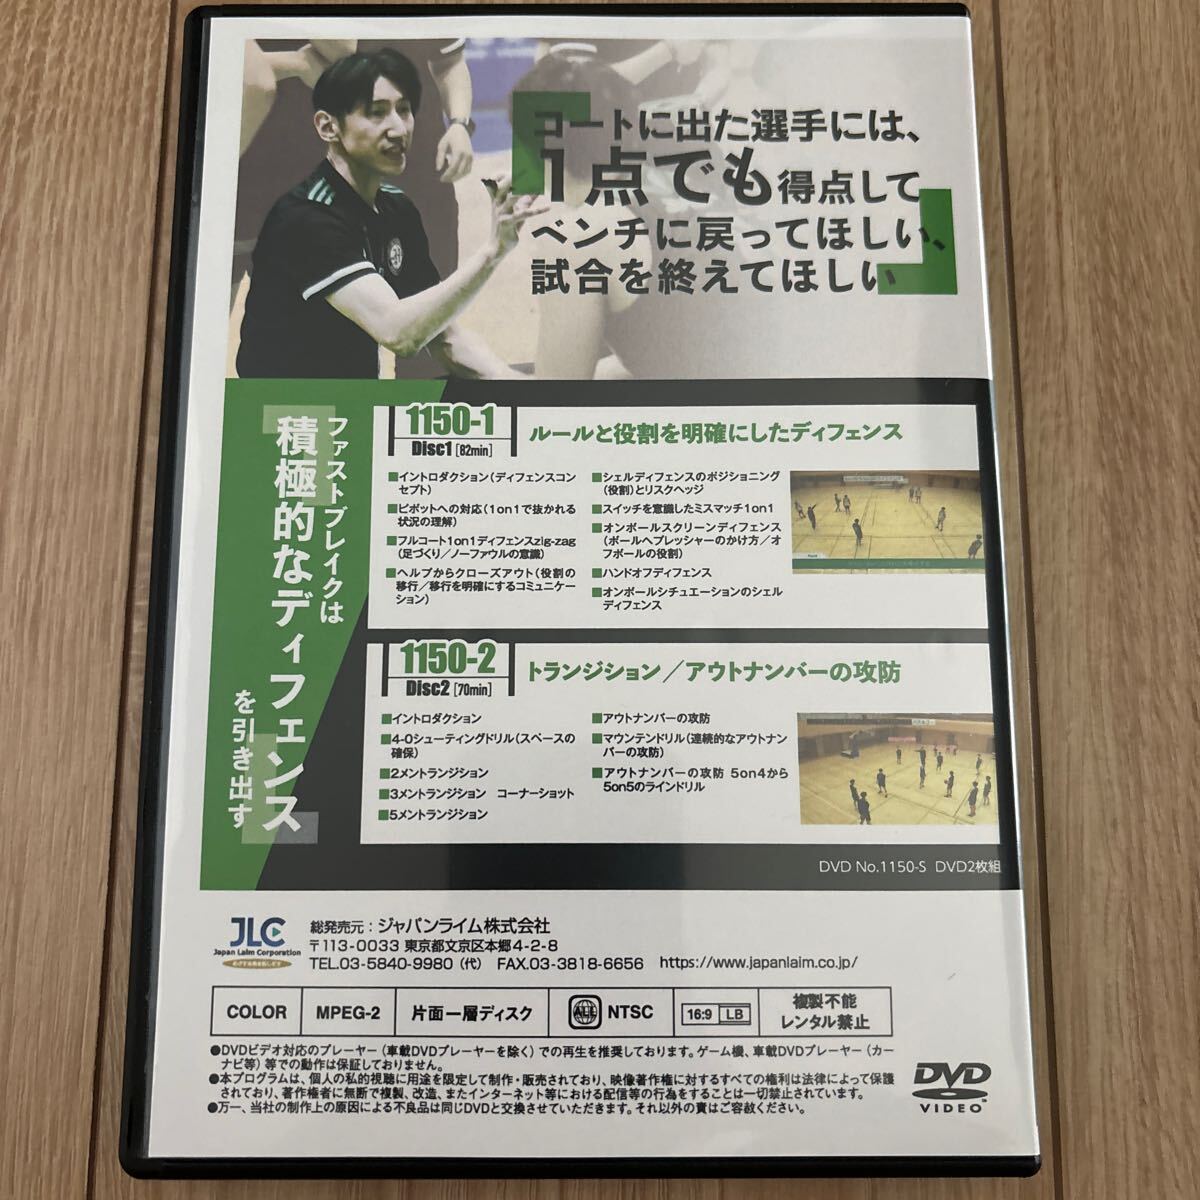 「コートに出た選手には、
1点でも得点して
ベンチに戻ってほしい、
試合を終えてほしい」
ファストブレイクは
積極的なディフェンス
を引き出す
1150-1
Disc1［82min］
ルールと役割を明確にしたディフェンス
■イントロダクション（ディフェンスコン
セプト）
■ピボットへの対応（1on1で抜かれる
状況の理解）
■フルコート1on1ディフェンスzig-zag
（足づくり／ノーファウルの意識）
■ヘルプからクローズアウト（役割の
移行／移行を明確にするコミュニケー
ション）
■シェルディフェンスのポジショニング
（役割）とリスクヘッジ
■スイッチを意識したミスマッチ1on1
■オンボールスクリーンディフェンス
（ボールへプレッシャーのかけ方／オ
フボールの役割）
■ハンドオフディフェンス
■オンボールシチュエーションのシェル
ディフェンス
1150-2
Disc2［70min］
トランジション／アウトナンバーの攻防
■イントロダクション
■4-0シューティングドリル（スペースの
確保）
■2メントランジション
■3メントランジション　コーナーショット
■5メントランジション
■アウトナンバーの攻防
■マウンテンドリル（連続的なアウトナン
バーの攻防）
■アウトナンバーの攻防 5on4から
5on5のラインドリル
DVD No.1150-S DVD2枚組
JLC
Japan Laim Corporation
総発売元：ジャパンライム株式会社
〒113-0033 東京都文京区本郷4-2-8
TEL.03-5840-9980（代） FAX.03-3818-6656 https://www.japanlaim.co.jp/
COLOR MPEG-2 片面一層ディスク ALL NTSC 16:9 LB 複製不能
レンタル禁止
●DVDビデオ対応のプレーヤー（車載DVDプレーヤーを除く）での再生を推奨しております。ゲーム機、車載DVDプレーヤー（カー
ナビ等）等での動作は保証しておりません。
●本プログラムは、個人の私的視聴に用途を限定して制作・販売されており、映像著作権に対するすべての権利は法律によって保護
されており、著作権者に無断で複製、改造、またインターネット等における配信等の行為をすることは一切禁止されています。
●万一、当社の制作上の原因による不良品は同じDVDと交換させていただきます。それ以外の責はご容赦ください。
DVD
VIDEO